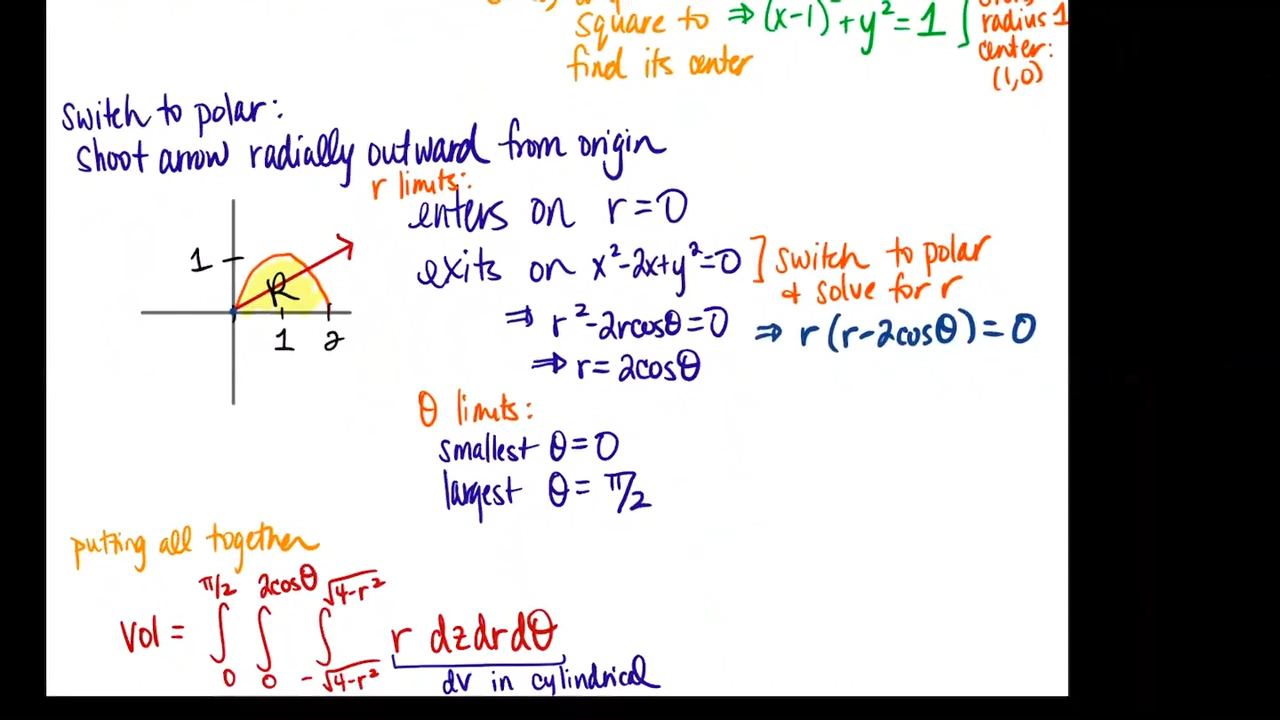 square to ⇒ (x-1)² + y² = 1 ] radius 1
find its center
center:
(1,0)
switch to polar:
shoot arrow radially outward from origin
r limits:
enters on r = 0
exits on x²-2x+y²=0 ] switch to polar
& solve for r
⇒ r²-2rcosθ=0 ⇒ r(r-2cosθ)=0
⇒ r = 2cosθ
1
R
1 2
θ limits:
smallest θ = 0
largest θ = π/2
putting all together
vol = ∫₀^{π/2} ∫₀^{2cosθ} ∫_{-√(4-r²)}^{√(4-r²)} r dzdrdθ
dv in cylindrical